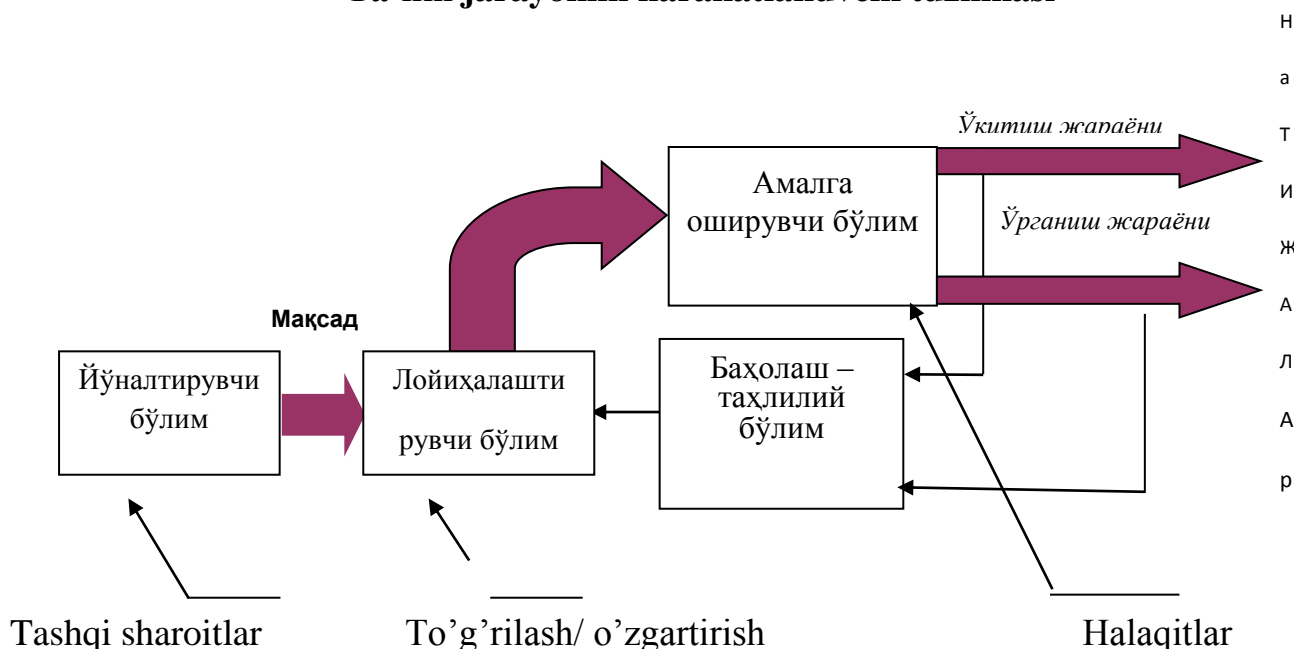 Ўкитиш жараёни
Амалга
оширувчи бўлим
Ўрганиш жараёни
Мақсад
Йўналтирувчи
бўлим
Лойиҳалашти
рувчи бўлим
Баҳолаш –
таҳлилий
бўлим
Н
а
Т
И
Ж
А
Л
А
р
Tashqi sharoitlar
To’g’rilash/ o’zgartirish
Halaqitlar